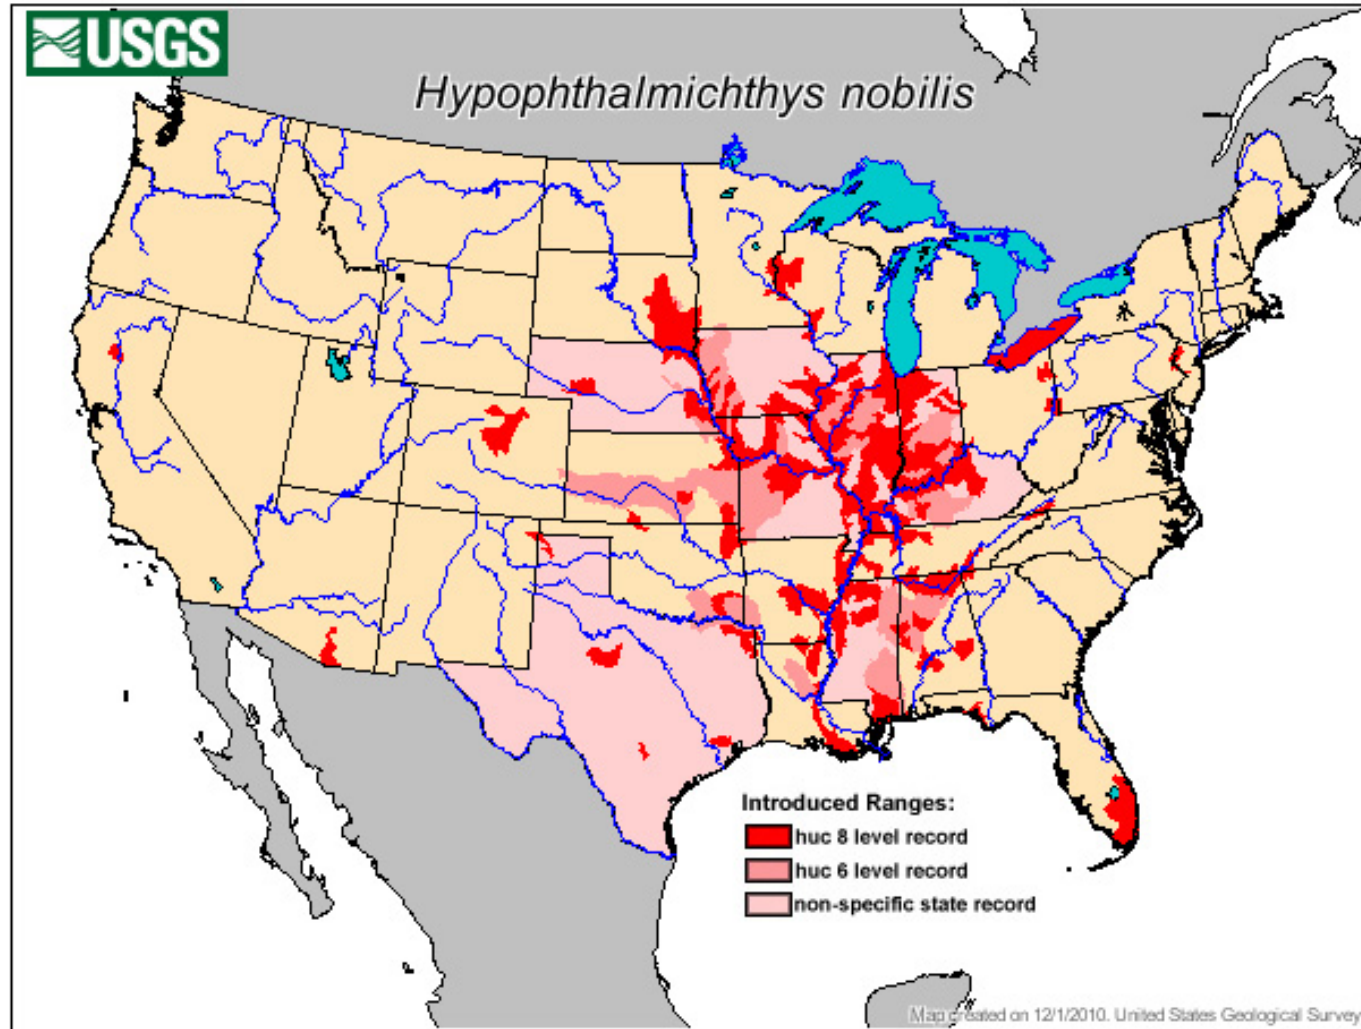 USGS
Hypophthalmichthys nobilis
Introduced Ranges:
huc 8 level record
huc 6 level record
non-specific state record
Map created on 12/1/2010. United States Geological Survey